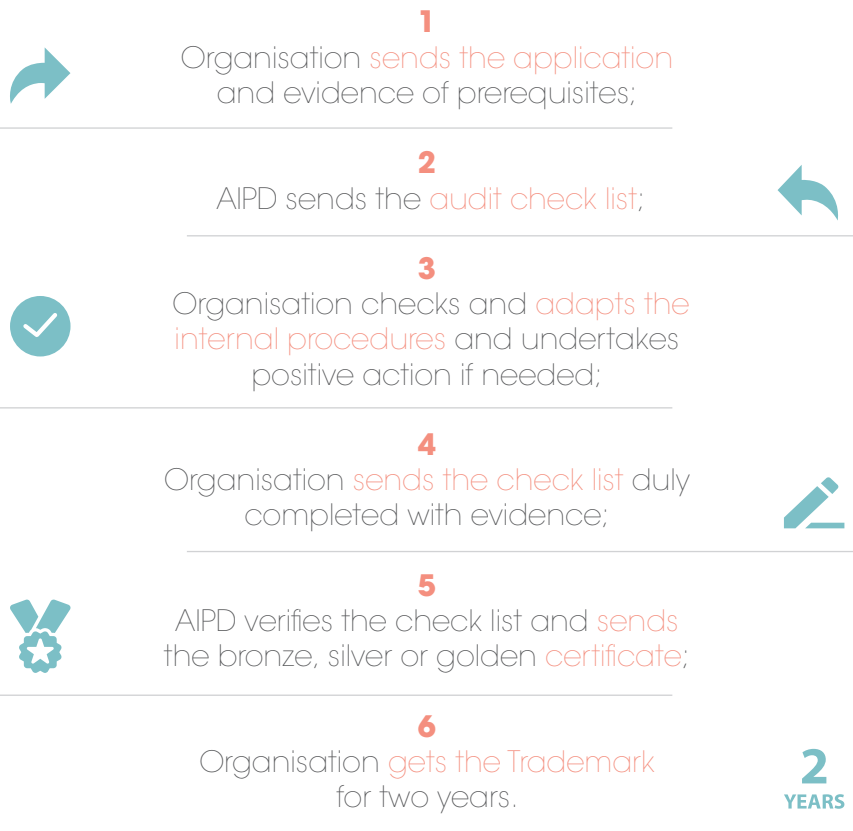 1
Organisation sends the application
and evidence of prerequisites;
2
AIPD sends the audit check list;
3
Organisation checks and adapts the
internal procedures and undertakes
positive action if needed;
4
Organisation sends the check list duly
completed with evidence;
5
AIPD verifies the check list and sends
the bronze, silver or golden certificate;
6
Organisation gets the Trademark
for two years.
2
YEARS